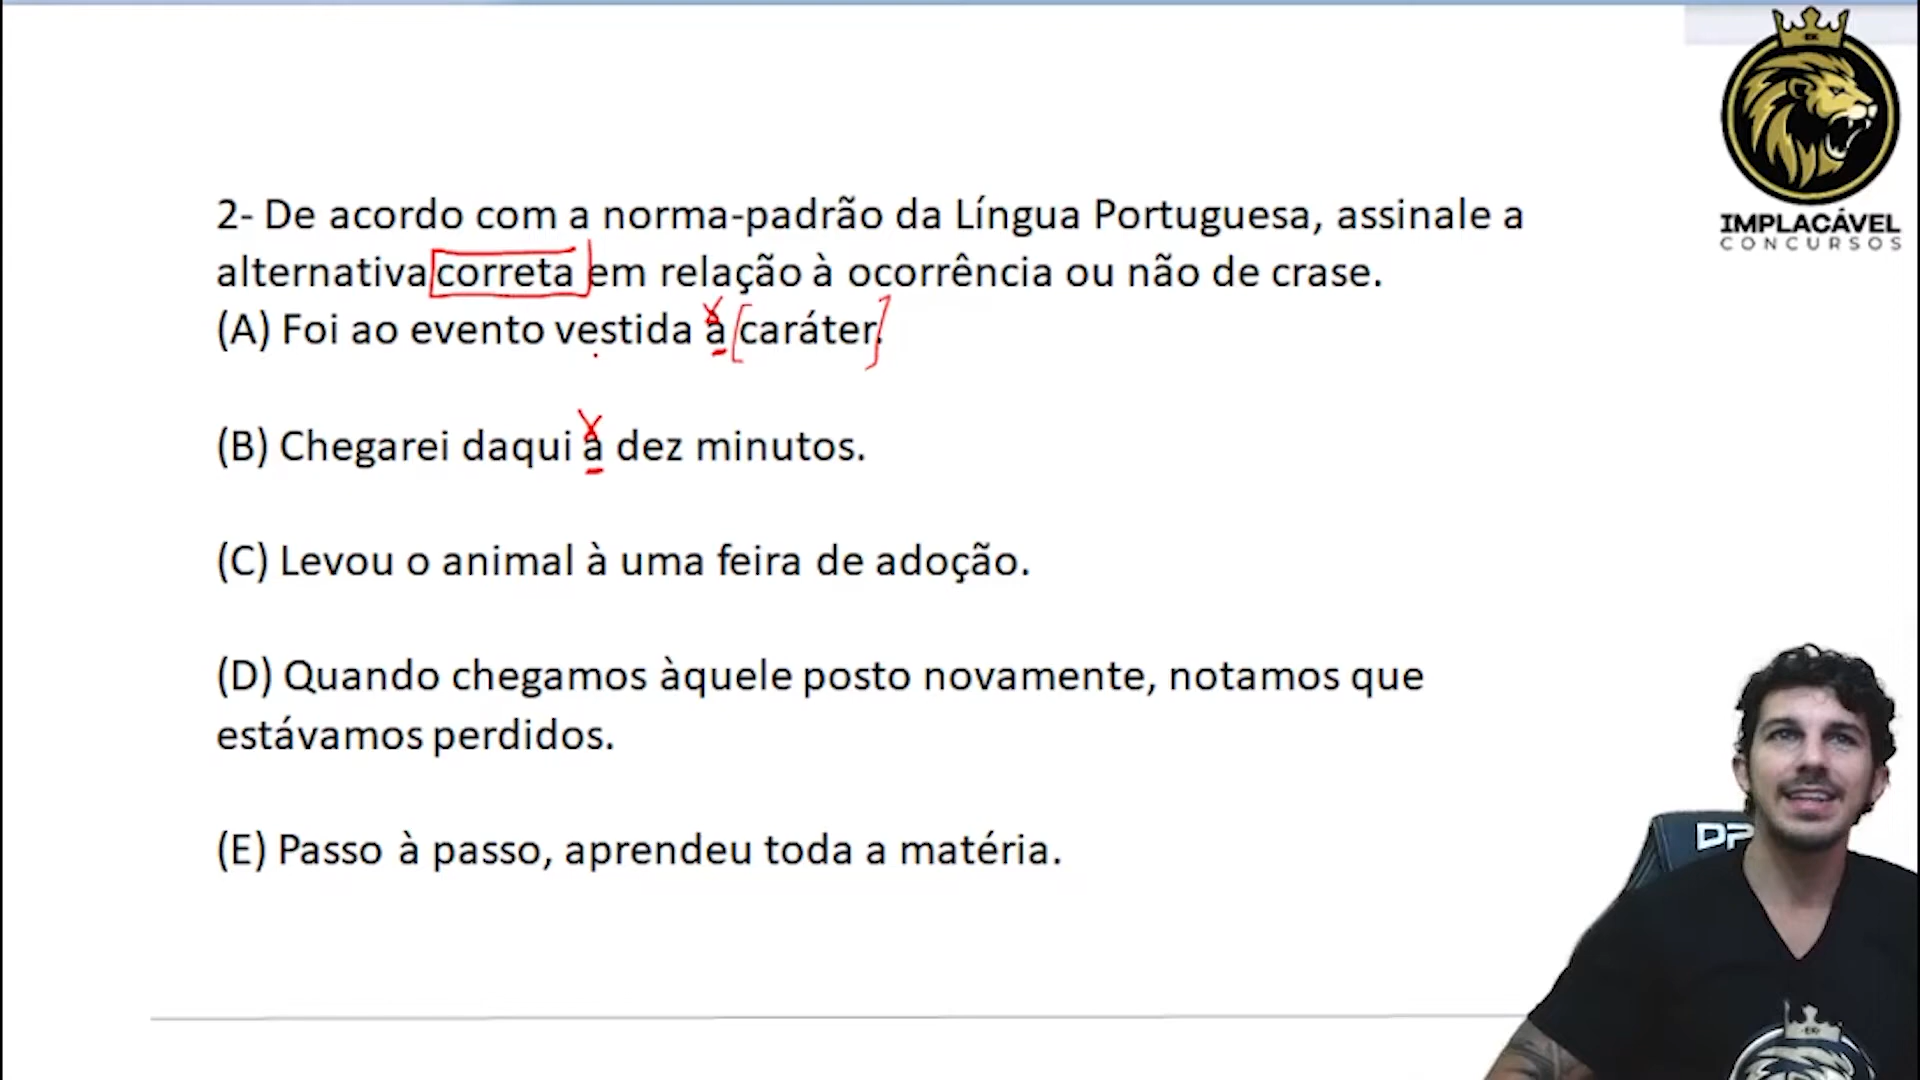 IMPLACÁVEL
CONCURSOS
2- De acordo com a norma-padrão da Língua Portuguesa, assinale a
alternativa correta em relação à ocorrência ou não de crase.
(A) Foi ao evento vestida à caráter.
(B) Chegarei daqui à dez minutos.
(C) Levou o animal à uma feira de adoção.
(D) Quando chegamos àquele posto novamente, notamos que
estávamos perdidos.
(E) Passo à passo, aprendeu toda a matéria.
DP